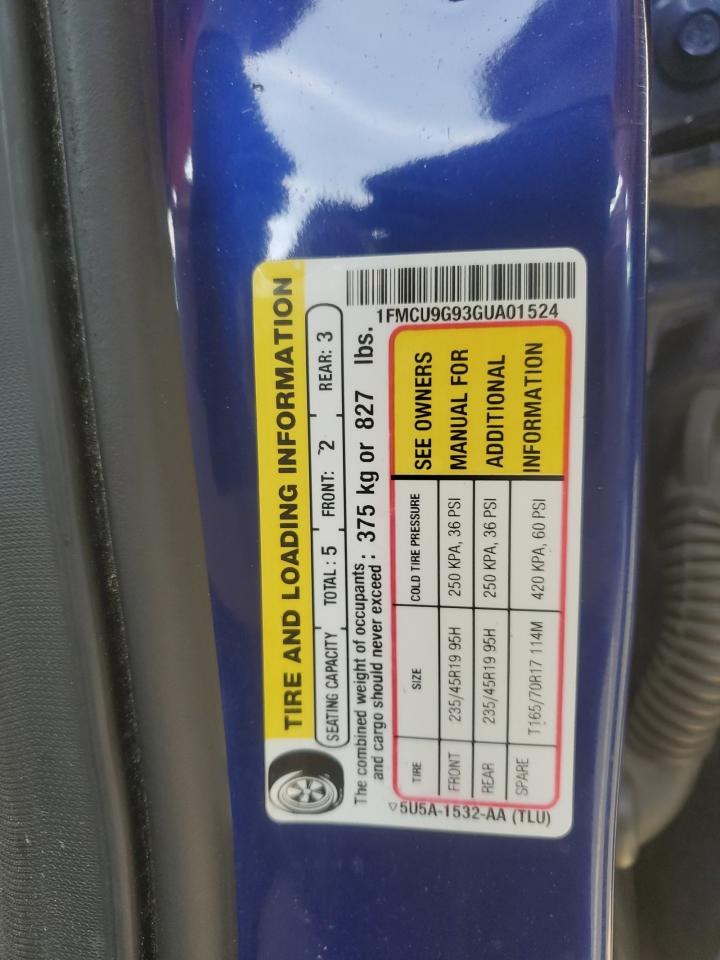 TIRE AND LOADING INFORMATION
SEATING CAPACITY TOTAL: 5 FRONT: 2 REAR: 3
The combined weight of occupants
and cargo should never exceed : 375 kg or 827 lbs.
TIRE SIZE COLD TIRE PRESSURE
FRONT 235/45R19 95H 250 KPA, 36 PSI
REAR 235/45R19 95H 250 KPA, 36 PSI
SPARE T165/70R17 114M 420 KPA, 60 PSI
SEE OWNERS
MANUAL FOR
ADDITIONAL
INFORMATION
5U5A-1532-AA (TLU)
1FMCU9G93GUA01524